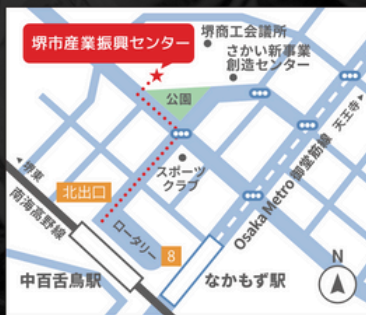 堺市産業振興センター
堺商工会議所
さかい新事業
創造センター
公園
天王寺
スポーツ
クラブ
Osaka Metro 御堂筋線
堺東
南海高野線
北出口
ロータリー
8
中百舌鳥駅
なかもず駅
N